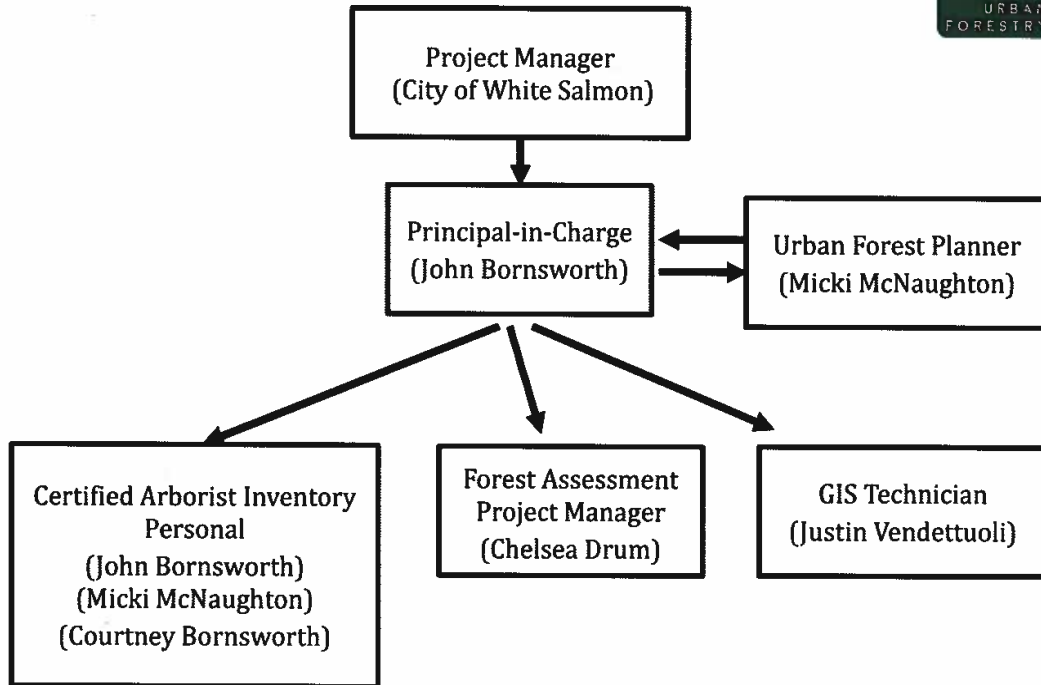 URBAN
FORESTRY
Project Manager
(City of White Salmon)
Principal-in-Charge
(John Bornsworth)
Urban Forest Planner
(Micki McNaughton)
Certified Arborist Inventory
Personal
(John Bornsworth)
(Micki McNaughton)
(Courtney Bornsworth)
Forest Assessment
Project Manager
(Chelsea Drum)
GIS Technician
(Justin Vendettuoli)